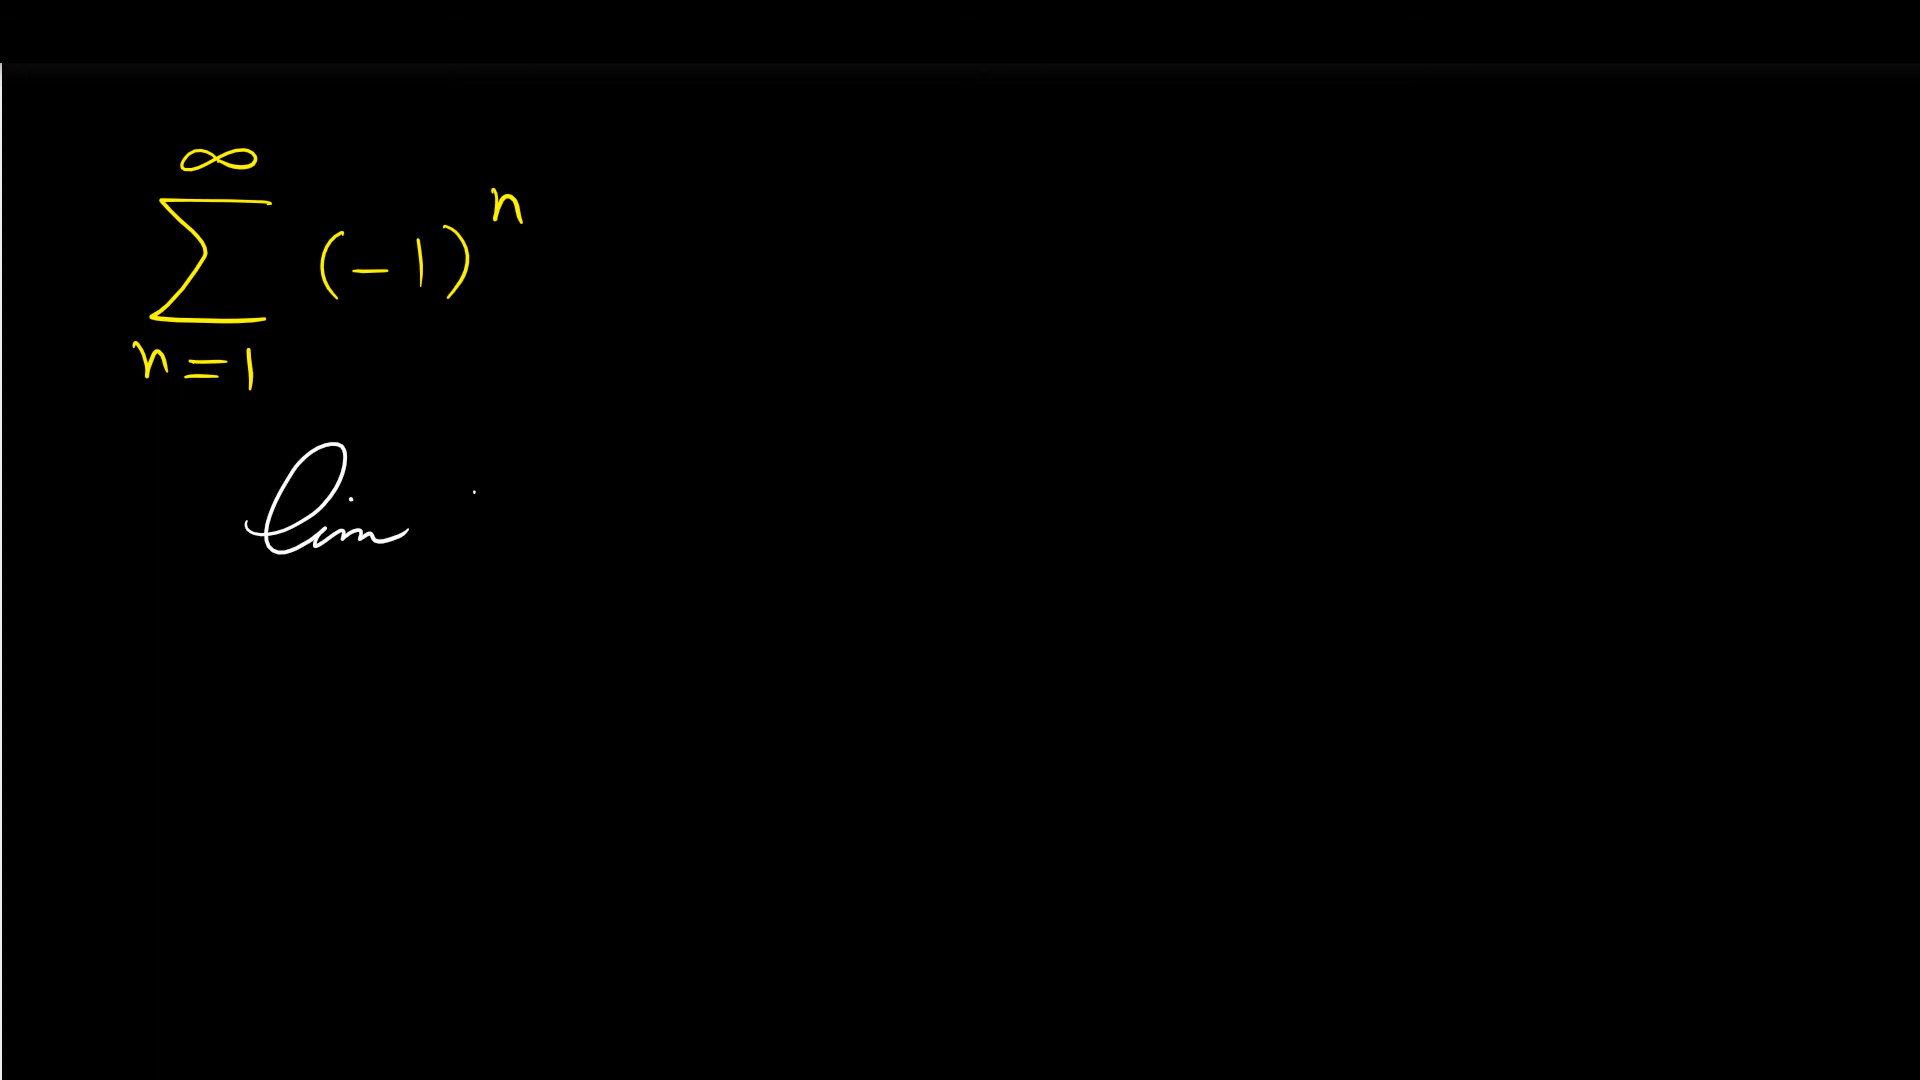 ∞
∑ (-1)^n
n=1
lim